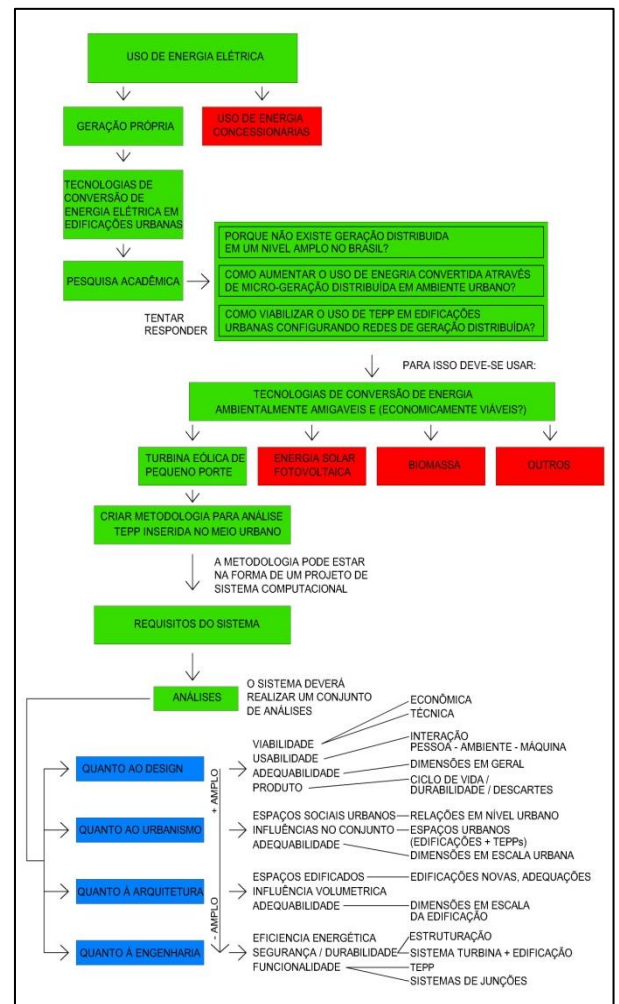 USO DE ENERGIA ELÉTRICA
GERAÇÃO PRÓPRIA
USO DE ENERGIA
CONCESSIONÁRIAS
TECNOLOGIAS DE
CONVERSÃO DE
ENERGIA ELÉTRICA EM
EDIFICAÇÕES URBANAS
PESQUISA ACADÊMICA
TENTAR
RESPONDER
PORQUE NÃO EXISTE GERAÇÃO DISTRIBUIDA
EM UM NIVEL AMPLO NO BRASIL?
COMO AUMENTAR O USO DE ENEGRIA CONVERTIDA ATRAVÉS
DE MICRO-GERAÇÃO DISTRIBUÍDA EM AMBIENTE URBANO?
COMO VIABILIZAR O USO DE TEPP EM EDIFICAÇÕES
URBANAS CONFIGURANDO REDES DE GERAÇÃO DISTRIBUÍDA?
PARA ISSO DEVE-SE USAR:
TECNOLOGIAS DE CONVERSÃO DE ENERGIA
AMBIENTALMENTE AMIGAVEIS E (ECONOMICAMENTE VIÁVEIS?)
TURBINA EÓLICA DE
PEQUENO PORTE
ENERGIA SOLAR
FOTOVOLTAICA
BIOMASSA
OUTROS
CRIAR METODOLOGIA PARA ANÁLISE
TEPP INSERIDA NO MEIO URBANO
A METODOLOGIA PODE ESTAR
NA FORMA DE UM PROJETO DE
SISTEMA COMPUTACIONAL
REQUISITOS DO SISTEMA
ANÁLISES
O SISTEMA DEVERÁ
REALIZAR UM CONJUNTO
DE ANÁLISES
+ AMPLO
- AMPLO
QUANTO AO DESIGN
VIABILIDADE
USABILIDADE
ADEQUABILIDADE
PRODUTO
ECONÔMICA
TÉCNICA
INTERAÇÃO
PESSOA - AMBIENTE - MÁQUINA
DIMENSÕES EM GERAL
CICLO DE VIDA /
DURABILIDADE / DESCARTES
QUANTO AO URBANISMO
ESPAÇOS SOCIAIS URBANOS
INFLUÊNCIAS NO CONJUNTO
ADEQUABILIDADE
RELAÇÕES EM NÍVEL URBANO
ESPAÇOS URBANOS
(EDIFICAÇÕES + TEPPs)
DIMENSÕES EM ESCALA URBANA
QUANTO À ARQUITETURA
ESPAÇOS EDIFICADOS
INFLUÊNCIA VOLUMETRICA
ADEQUABILIDADE
EDIFICAÇÕES NOVAS, ADEQUAÇÕES
DIMENSÕES EM ESCALA
DA EDIFICAÇÃO
QUANTO À ENGENHARIA
EFICIENCIA ENERGÉTICA
SEGURANÇA / DURABILIDADE
FUNCIONALIDADE
ESTRUTURAÇÃO
SISTEMA TURBINA + EDIFICAÇÃO
TEPP
SISTEMAS DE JUNÇÕES